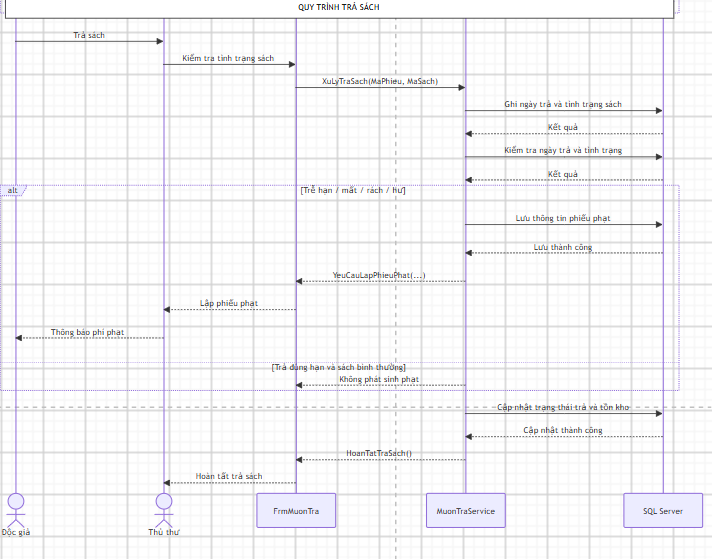 QUY TRÌNH TRẢ SÁCH
Trả sách
Kiểm tra tình trạng sách
XuLyTraSach(MaPhieu, MaSach)
Ghi ngày trả và tình trạng sách
Kết quả
Kiểm tra ngày trả và tình trạng
Kết quả
alt
[Trễ hạn / mất / rách / hư]
Lưu thông tin phiếu phạt
Lưu thành công
YeuCauLapPhieuPhat(...)
Lập phiếu phạt
Thông báo phí phạt
[Trả đúng hạn và sách bình thường]
Không phát sinh phạt
Cập nhật trạng thái trả và tồn kho
Cập nhật thành công
HoanTatTraSach()
Hoàn tất trả sách
Độc giả
Thủ thư
FrmMuonTra
MuonTraService
SQL Server